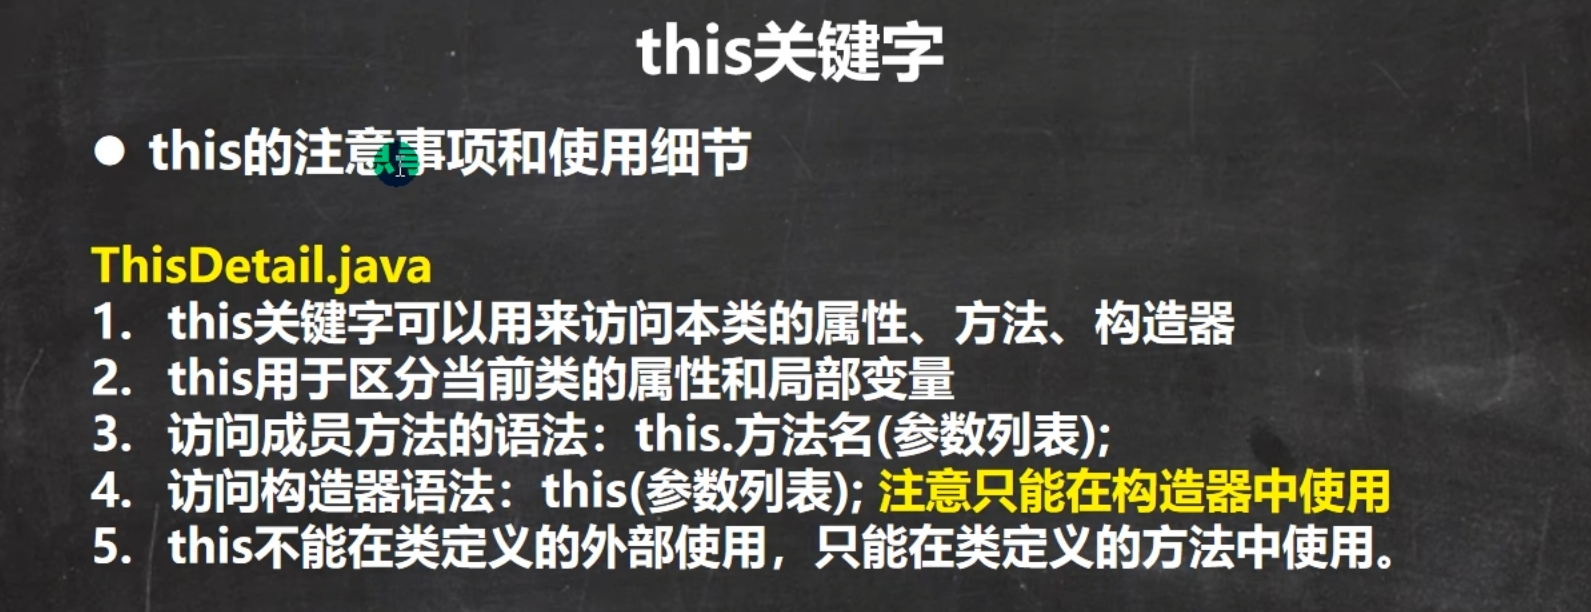 this关键字
● this的注意事项和使用细节
ThisDetail.java
1. this关键字可以用来访问本类的属性、方法、构造器
2. this用于区分当前类的属性和局部变量
3. 访问成员方法的语法：this.方法名(参数列表);
4. 访问构造器语法：this(参数列表); 注意只能在构造器中使用
5. this不能在类定义的外部使用，只能在类定义的方法中使用。